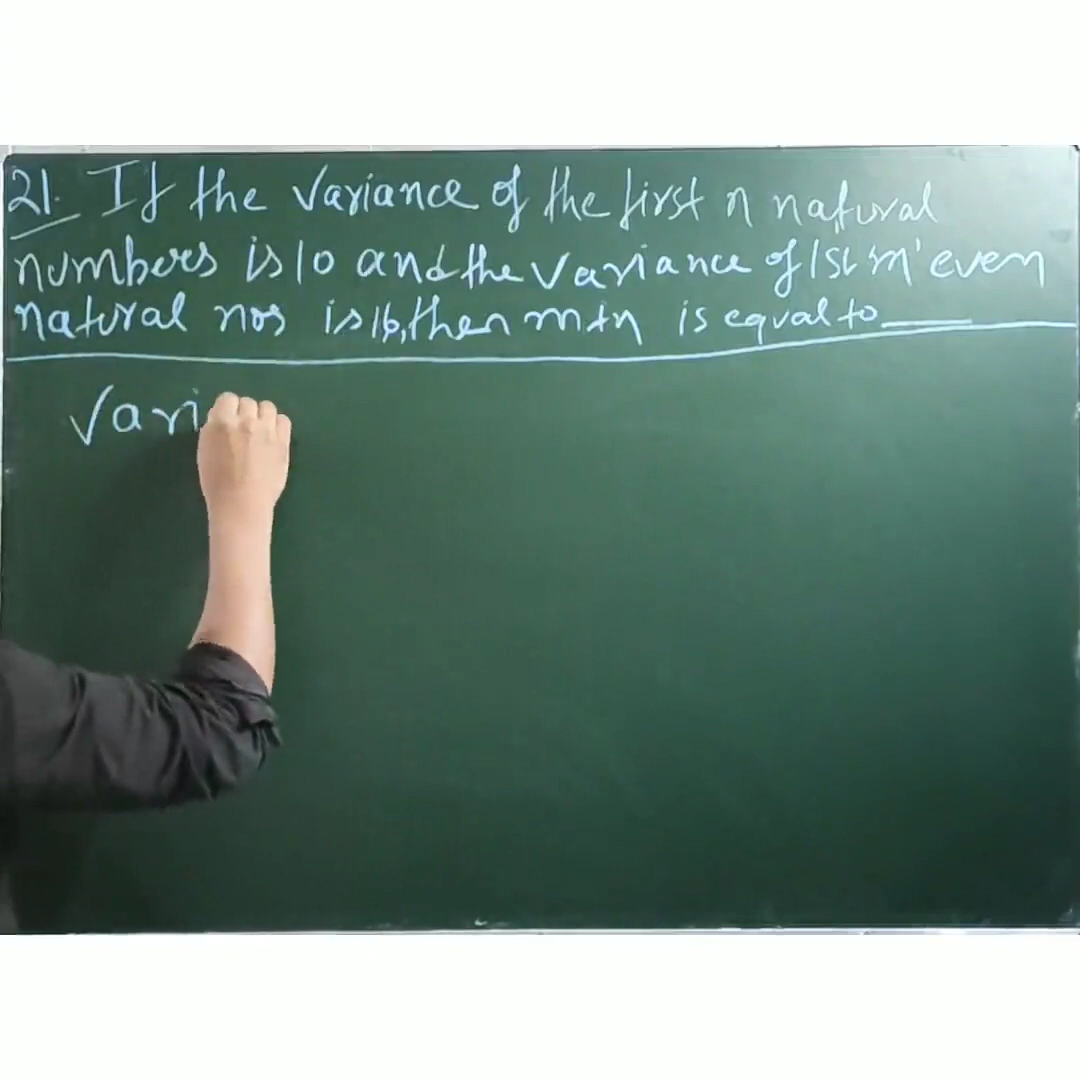 21. If the Variance of the first n natural
numbers is 10 and the variance of 1st 'm' even
natural nos is 16, then m+n is equal to ____
Vari